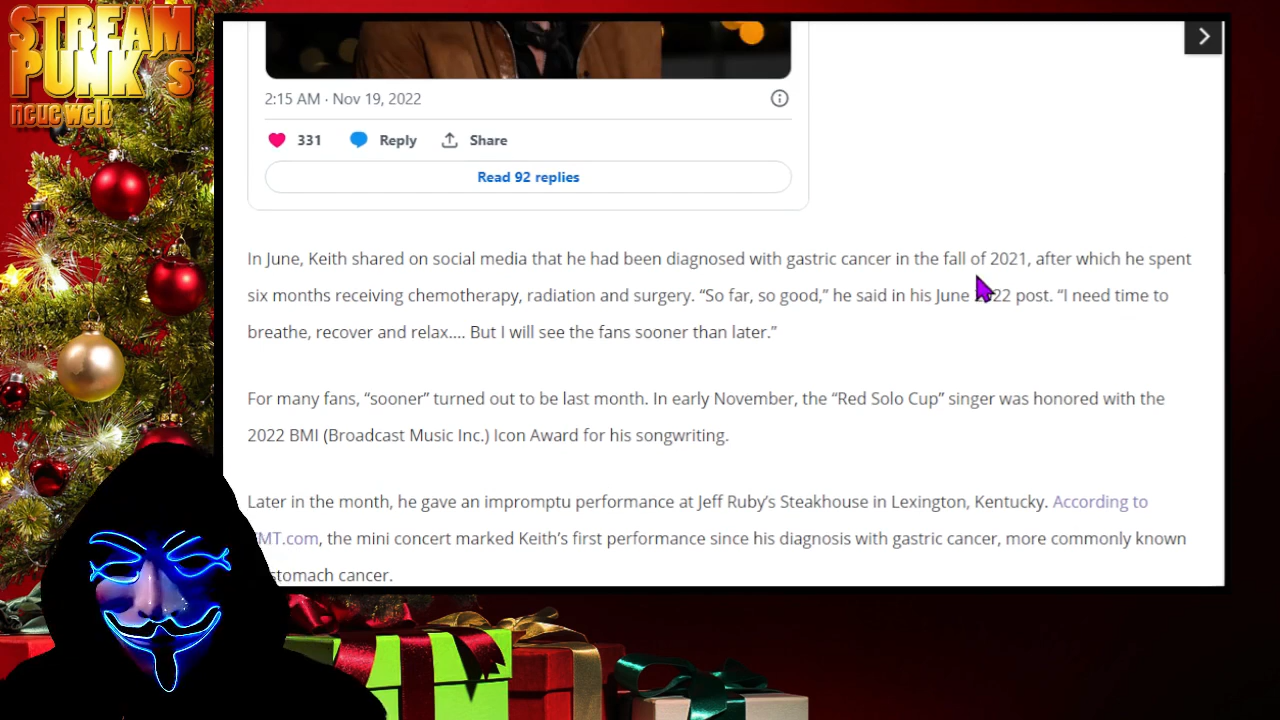 STREAM
PUNK´s
neue welt
2:15 AM · Nov 19, 2022
331 Reply Share
Read 92 replies
In June, Keith shared on social media that he had been diagnosed with gastric cancer in the fall of 2021, after which he spent
six months receiving chemotherapy, radiation and surgery. “So far, so good,” he said in his June 2022 post. “I need time to
breathe, recover and relax.... But I will see the fans sooner than later.”
For many fans, “sooner” turned out to be last month. In early November, the “Red Solo Cup” singer was honored with the
2022 BMI (Broadcast Music Inc.) Icon Award for his songwriting.
Later in the month, he gave an impromptu performance at Jeff Ruby’s Steakhouse in Lexington, Kentucky. According to
MT.com, the mini concert marked Keith’s first performance since his diagnosis with gastric cancer, more commonly known
stomach cancer.